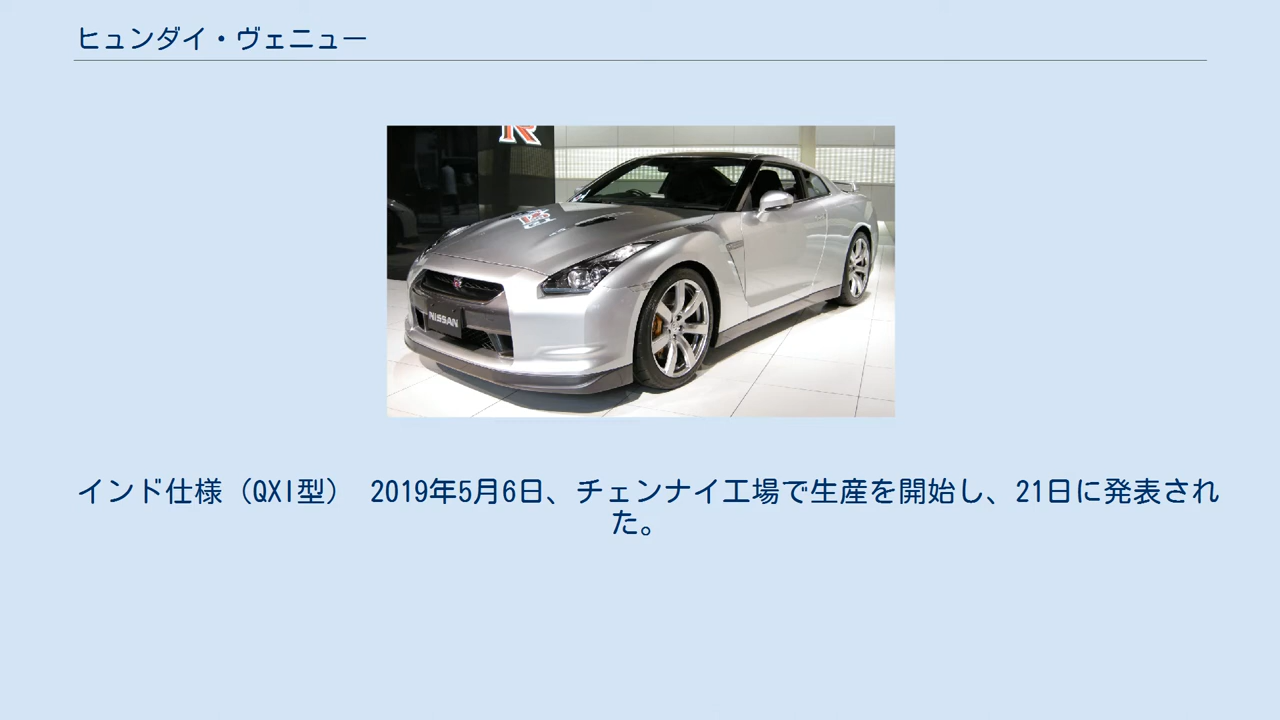 ヒュンダイ・ヴェニュー
R
NISSAN
インド仕様（QXI型） 2019年5月6日、チェンナイ工場で生産を開始し、21日に発表され
た。